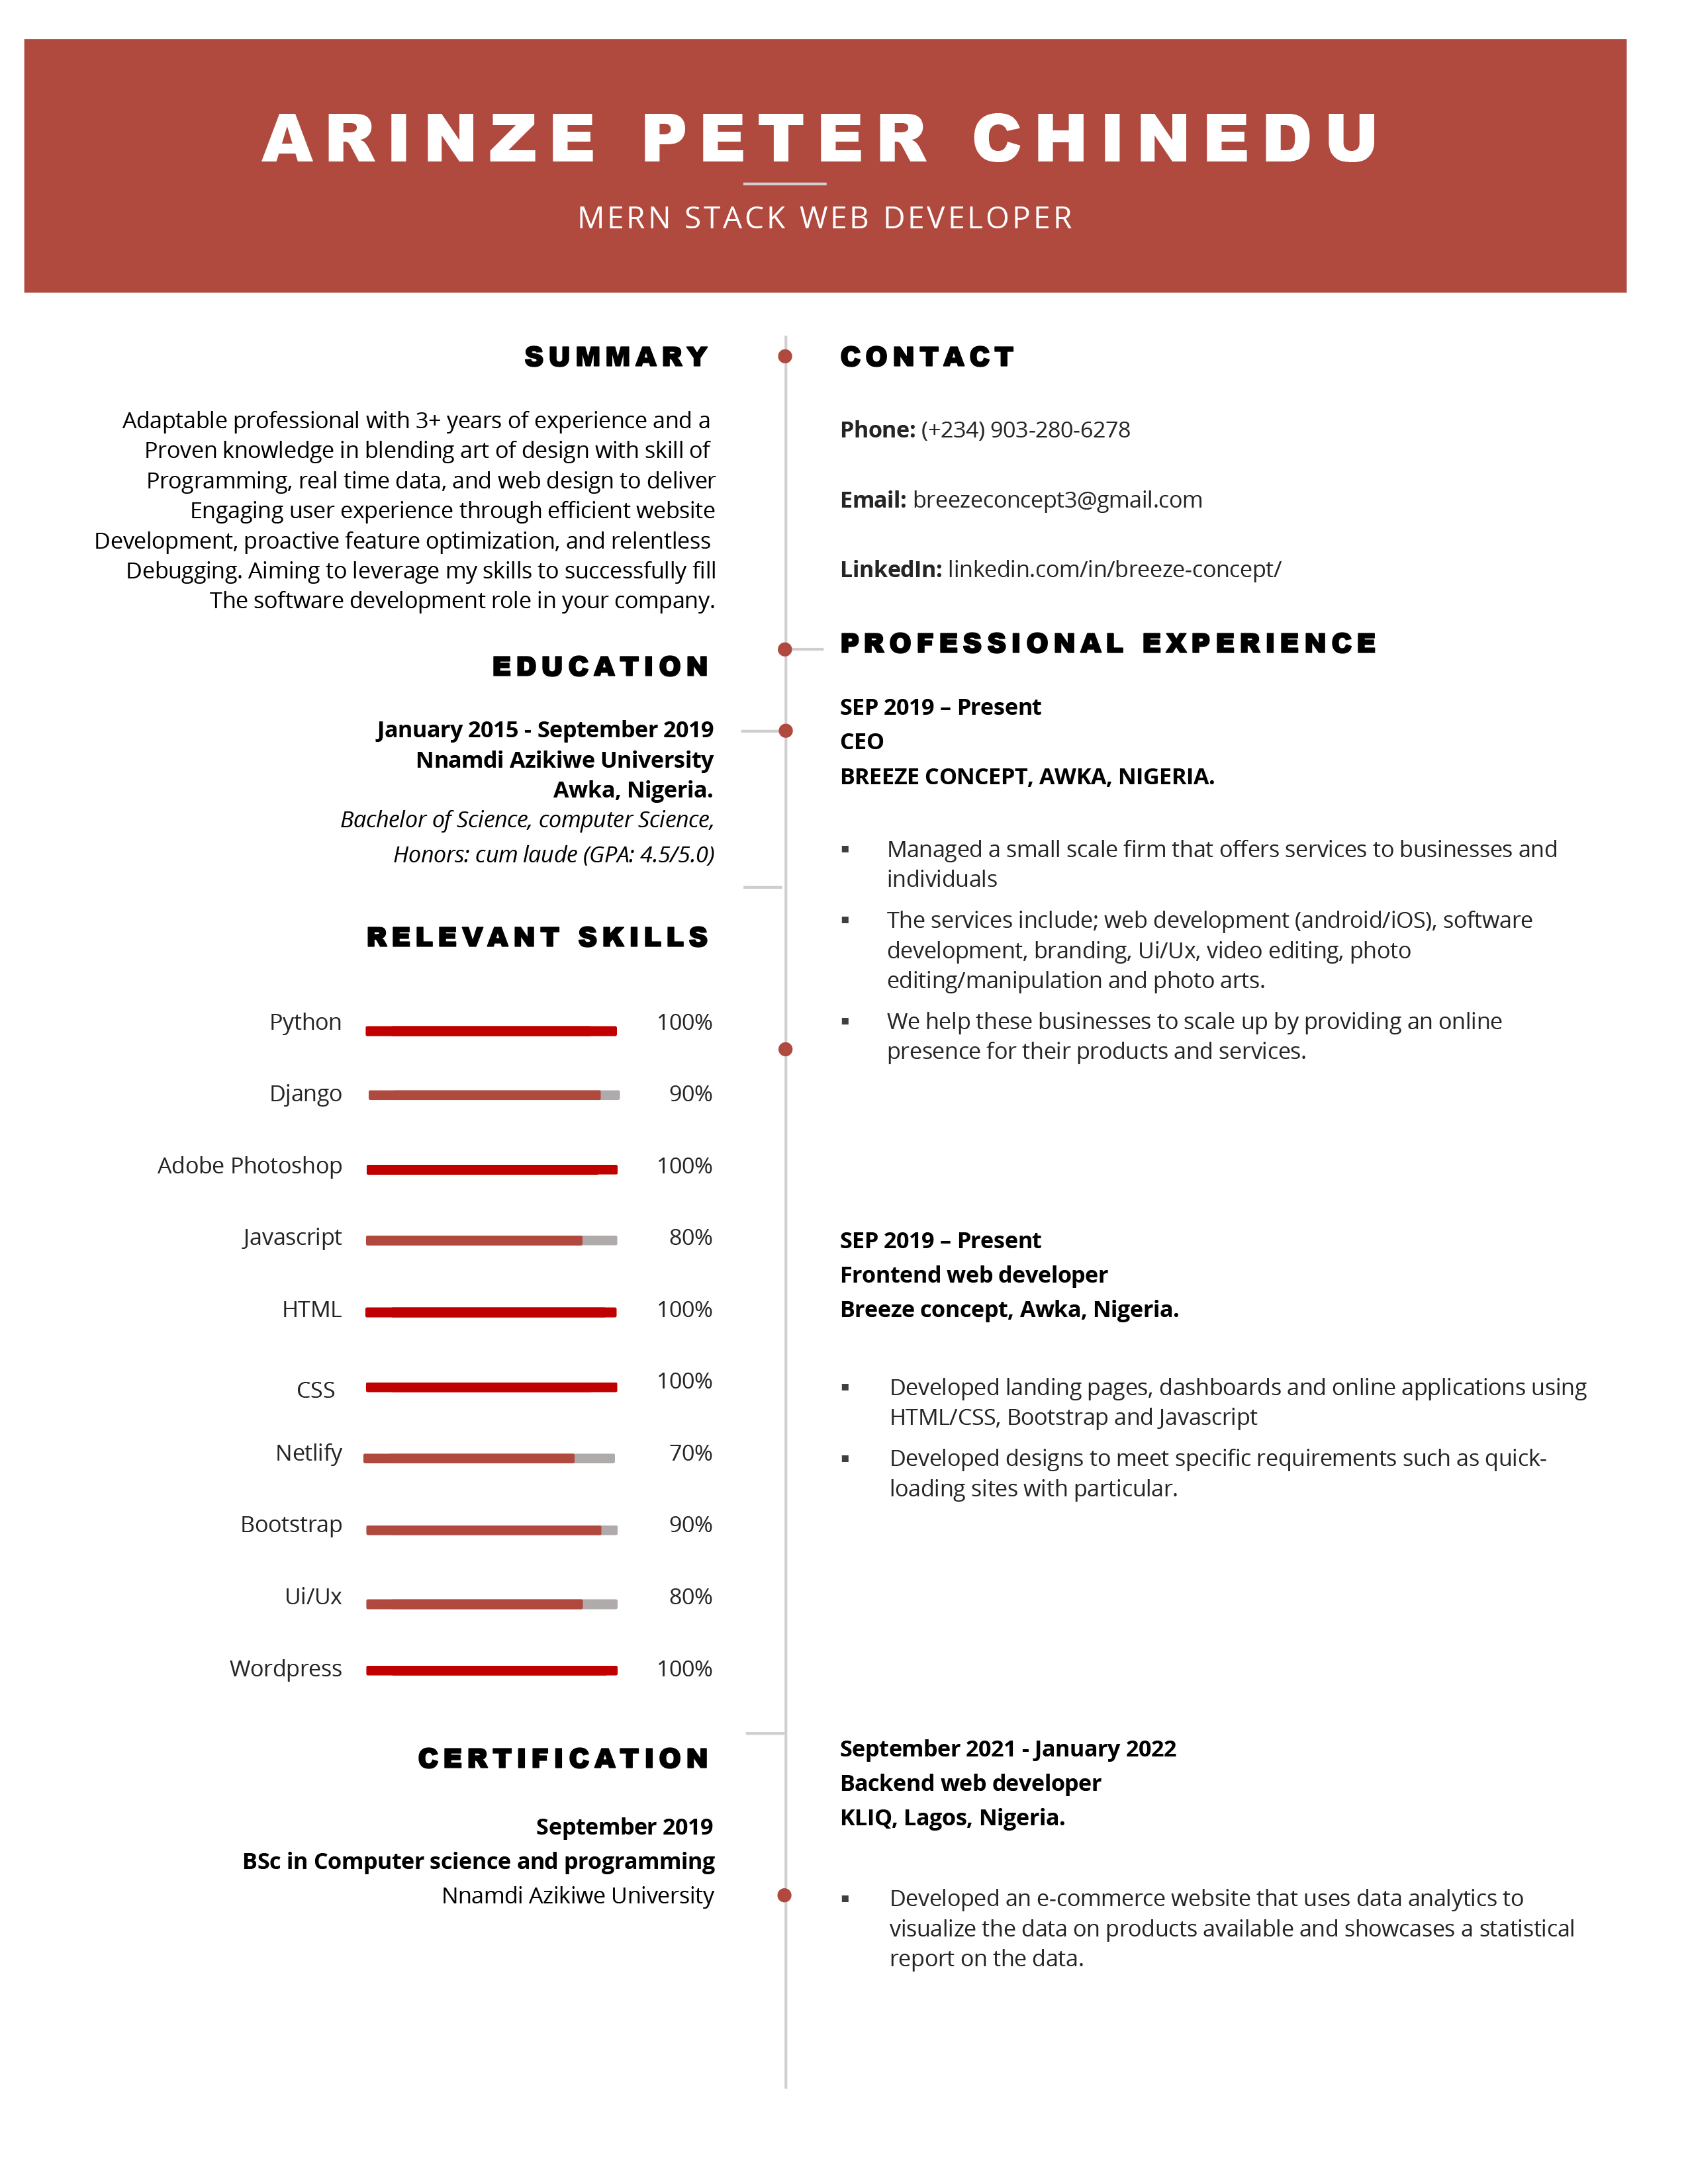 ARINZE PETER CHINEDU
MERN STACK WEB DEVELOPER
SUMMARY
Adaptable professional with 3+ years of experience and a
Proven knowledge in blending art of design with skill of
Programming, real time data, and web design to deliver
Engaging user experience through efficient website
Development, proactive feature optimization, and relentless
Debugging. Aiming to leverage my skills to successfully fill
The software development role in your company.
EDUCATION
January 2015 - September 2019
Nnamdi Azikiwe University
Awka, Nigeria.
Bachelor of Science, computer Science,
Honors: cum laude (GPA: 4.5/5.0)
RELEVANT SKILLS
Python 100%
Django 90%
Adobe Photoshop 100%
Javascript 80%
HTML 100%
CSS 100%
Netlify 70%
Bootstrap 90%
Ui/Ux 80%
Wordpress 100%
CERTIFICATION
September 2019
BSc in Computer science and programming
Nnamdi Azikiwe University
CONTACT
Phone: (+234) 903-280-6278
Email: breezeconcept3@gmail.com
LinkedIn: linkedin.com/in/breeze-concept/
PROFESSIONAL EXPERIENCE
SEP 2019 – Present
CEO
BREEZE CONCEPT, AWKA, NIGERIA.
▪ Managed a small scale firm that offers services to businesses and
individuals
▪ The services include; web development (android/iOS), software
development, branding, Ui/Ux, video editing, photo
editing/manipulation and photo arts.
▪ We help these businesses to scale up by providing an online
presence for their products and services.
SEP 2019 – Present
Frontend web developer
Breeze concept, Awka, Nigeria.
▪ Developed landing pages, dashboards and online applications using
HTML/CSS, Bootstrap and Javascript
▪ Developed designs to meet specific requirements such as quick-
loading sites with particular.
September 2021 - January 2022
Backend web developer
KLIQ, Lagos, Nigeria.
▪ Developed an e-commerce website that uses data analytics to
visualize the data on products available and showcases a statistical
report on the data.